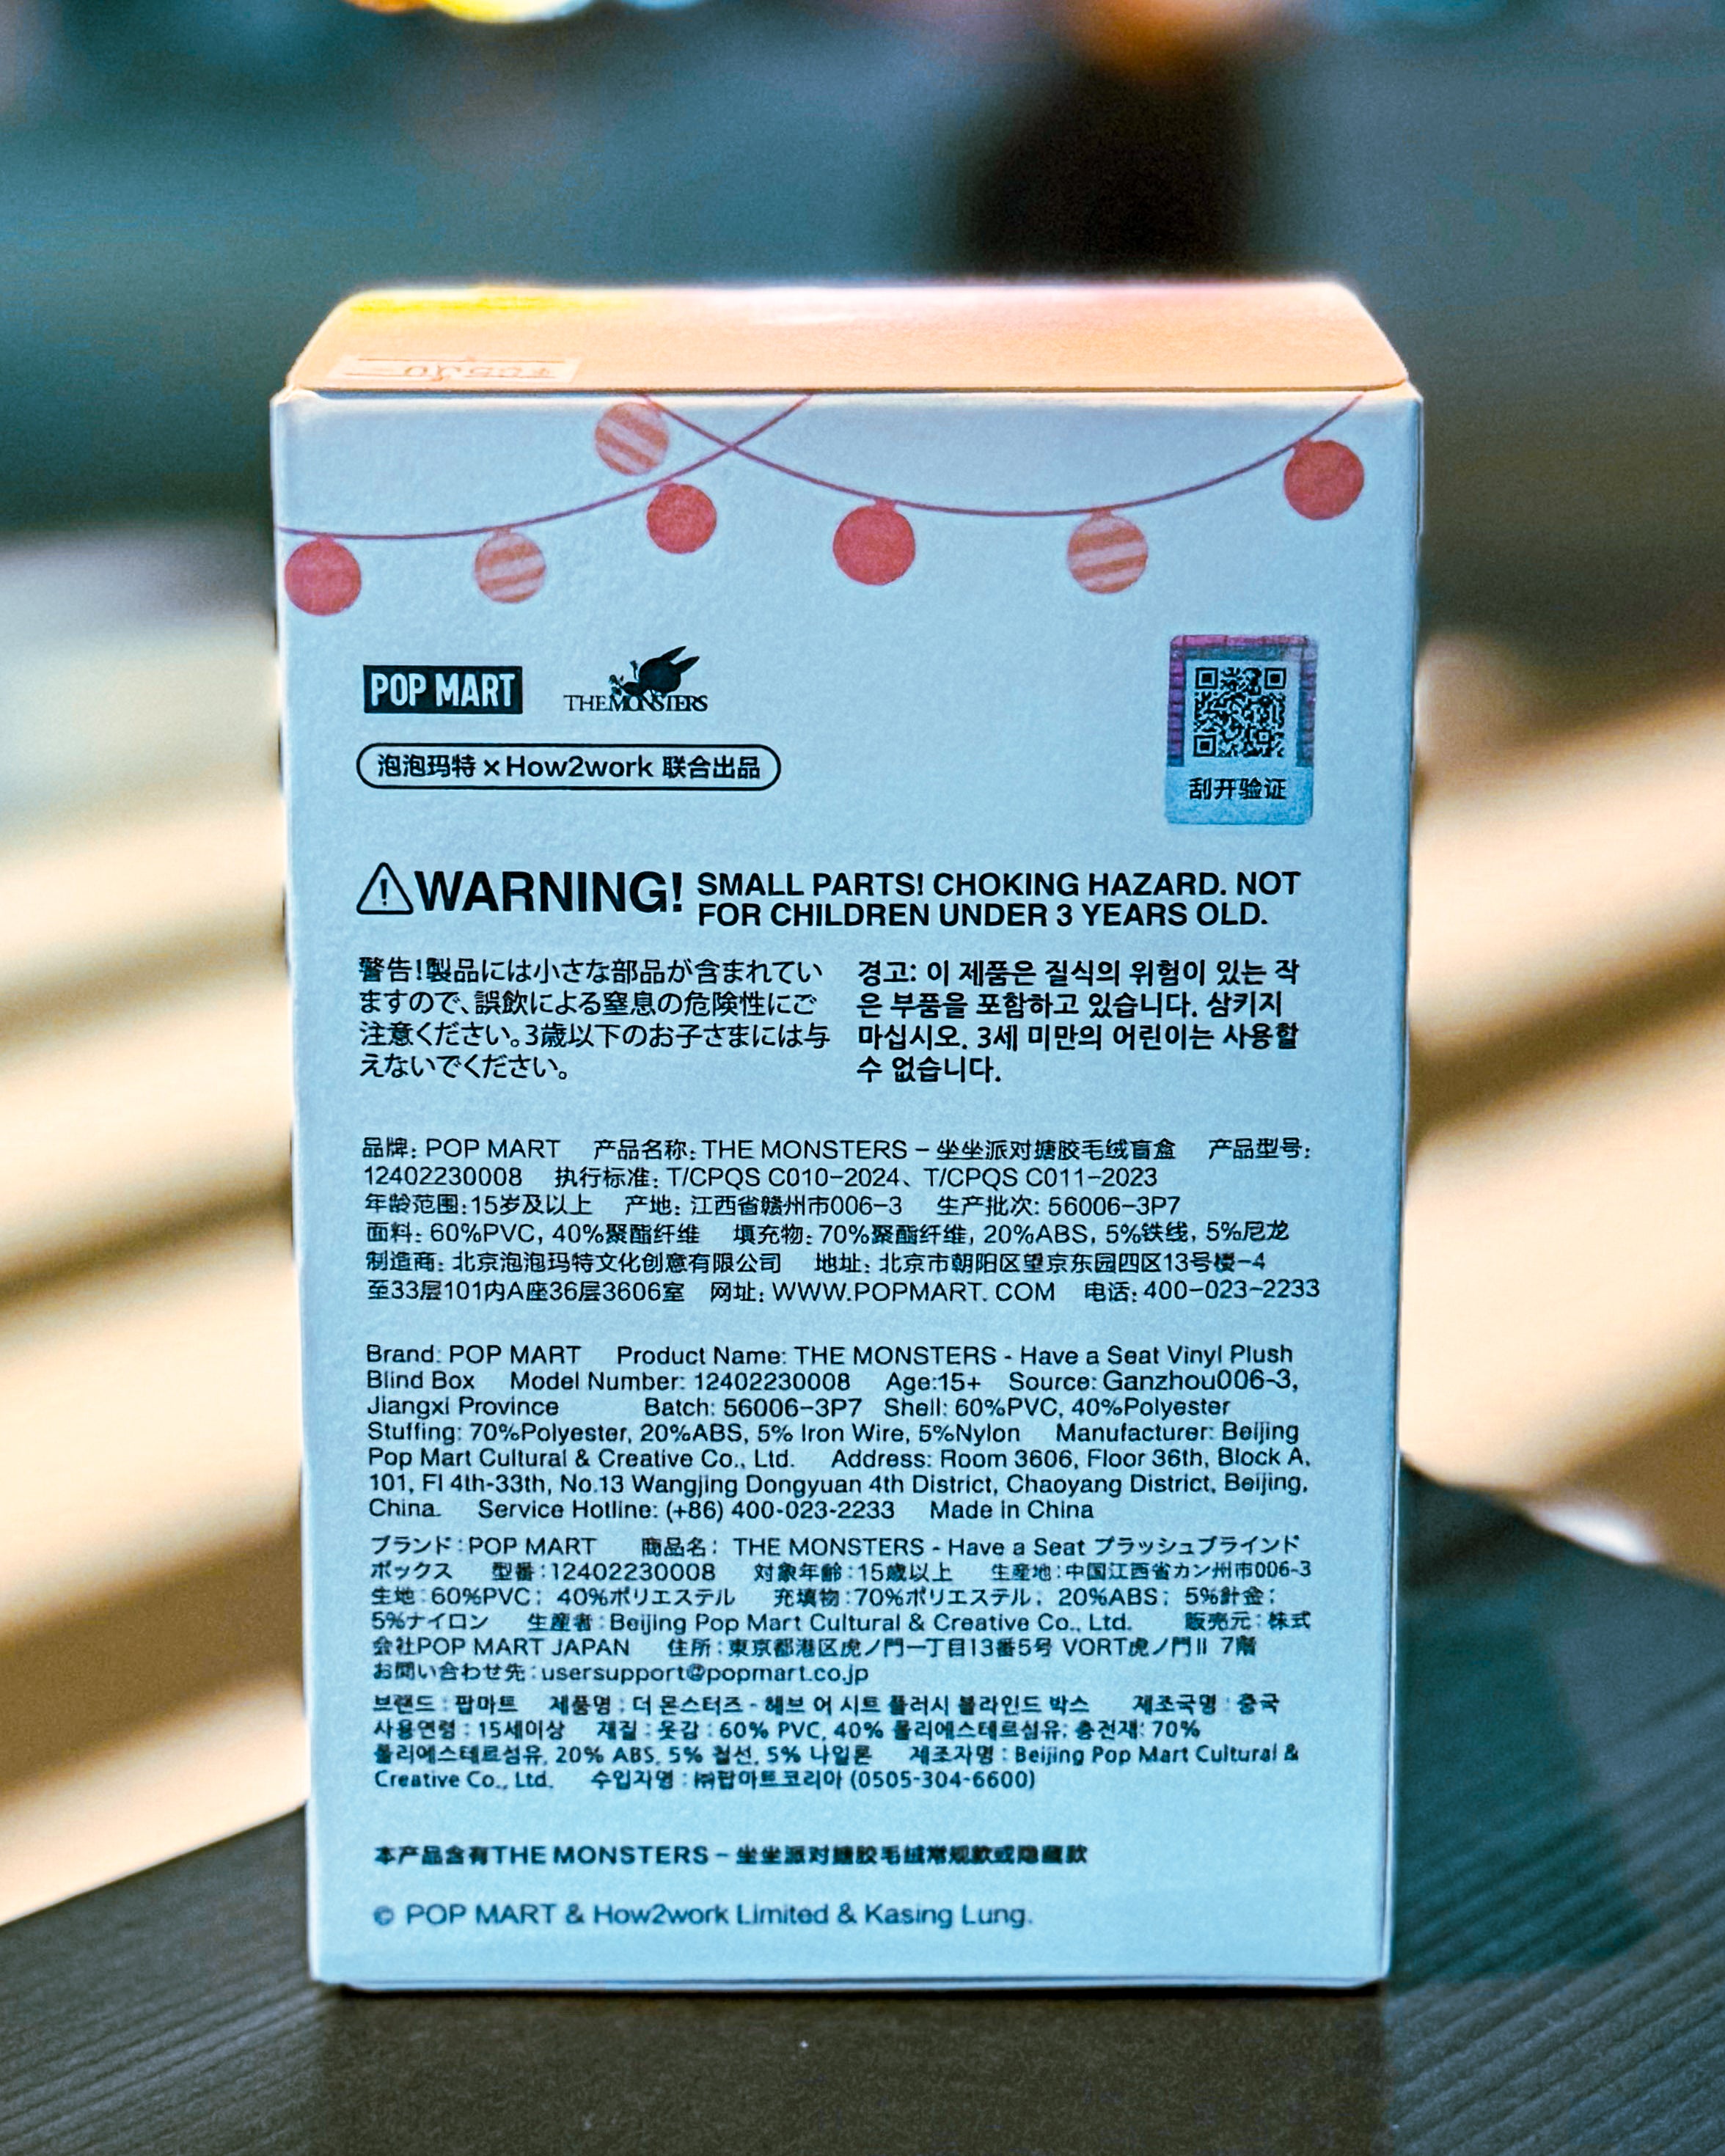 POP MART
THE MONSTERS
泡泡玛特×How2work 联合出品
刮开验证
WARNING! SMALL PARTS! CHOKING HAZARD. NOT
FOR CHILDREN UNDER 3 YEARS OLD.
警告!製品には小さな部品が含まれてい
ますので、誤飲による窒息の危険性にご
注意ください。3歳以下のお子さまには与
えないでください。
경고: 이 제품은 질식의 위험이 있는 작
은 부품을 포함하고 있습니다. 삼키지
마십시오. 3세 미만의 어린이는 사용할
수 없습니다.
品牌: POP MART 产品名称: THE MONSTERS – 坐坐派对搪胶毛绒盲盒 产品型号:
12402230008 执行标准: T/CPQS C010-2024、T/CPQS C011-2023
年龄范围:15岁及以上 产地: 江西省赣州市006-3 生产批次: 56006-3P7
面料: 60%PVC, 40%聚酯纤维 填充物: 70%聚酯纤维, 20%ABS, 5%铁线, 5%尼龙
制造商: 北京泡泡玛特文化创意有限公司 地址: 北京市朝阳区望京东园四区13号楼-4
至33层101内A座36层3606室 网址: WWW.POPMART. COM 电话: 400-023-2233
Brand: POP MART Product Name: THE MONSTERS - Have a Seat Vinyl Plush
Blind Box Model Number: 12402230008 Age:15+ Source: Ganzhou006-3,
Jiangxi Province Batch: 56006-3P7 Shell: 60%PVC, 40%Polyester
Stuffing: 70%Polyester, 20%ABS, 5% Iron Wire, 5%Nylon Manufacturer: Beijing
Pop Mart Cultural & Creative Co., Ltd. Address: Room 3606, Floor 36th, Block A,
101, Fl 4th-33th, No.13 Wangjing Dongyuan 4th District, Chaoyang District, Beijing,
China. Service Hotline: (+86) 400-023-2233 Made in China
ブランド:POP MART 商品名: THE MONSTERS - Have a Seat プラッシュブラインド
ボックス 型番:12402230008 対象年齢:15歳以上 生産地:中国江西省カン州市006-3
生地:60%PVC; 40%ポリエステル 充填物:70%ポリエステル; 20%ABS; 5%針金;
5%ナイロン 生産者:Beijing Pop Mart Cultural & Creative Co., Ltd. 販売元:株式
会社POP MART JAPAN 住所:東京都港区虎ノ門一丁目13番5号 VORT虎ノ門II 7階
お問い合わせ先:usersupport@popmart.co.jp
브랜드 : 팝마트 제품명 : 더 몬스터즈 - 헤브 어 시트 플러시 블라인드 박스 제조국명 : 중국
사용연령 : 15세이상 재질 : 옷감 : 60% PVC, 40% 폴리에스테르섬유; 충전재: 70%
폴리에스테르섬유, 20% ABS, 5% 철선, 5% 나일론 제조자명 : Beijing Pop Mart Cultural &
Creative Co., Ltd. 수입자명 : ㈜팝마트코리아 (0505-304-6600)
本产品含有THE MONSTERS – 坐坐派对搪胶毛绒常规款或隐藏款
© POP MART & How2work Limited & Kasing Lung.